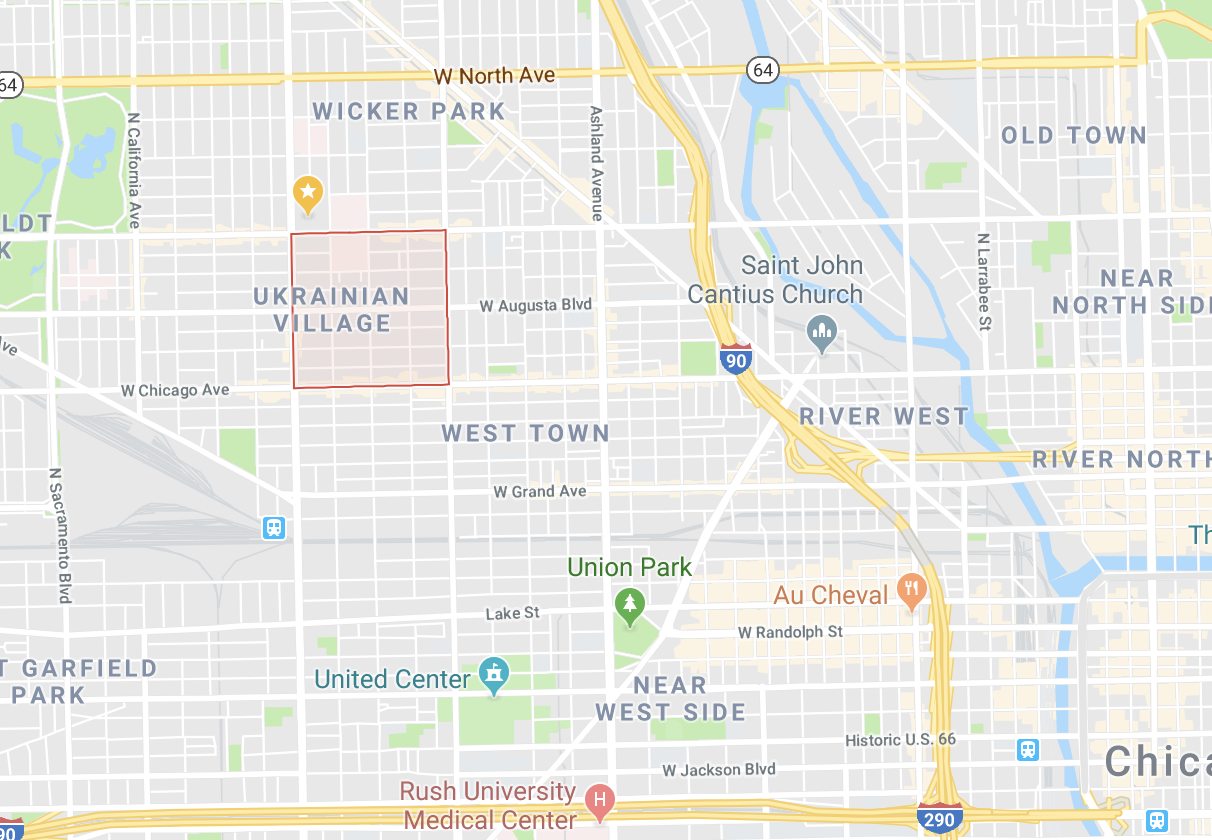 64
W North Ave
64
WICKER PARK
OLD TOWN
N California Ave
Ashland Avenue
LDT
K
N Larrabee St
Saint John
Cantius Church
NEAR
NORTH SIDE
UKRAINIAN
VILLAGE
W Augusta Blvd
ve
90
W Chicago Ave
RIVER WEST
WEST TOWN
RIVER NORTH
W Grand Ave
N Sacramento Blvd
Th
Union Park
Au Cheval
Lake St
W Randolph St
T GARFIELD
PARK
United Center
NEAR
WEST SIDE
Historic U.S. 66
Chica
W Jackson Blvd
Rush University
Medical Center
H
290
90